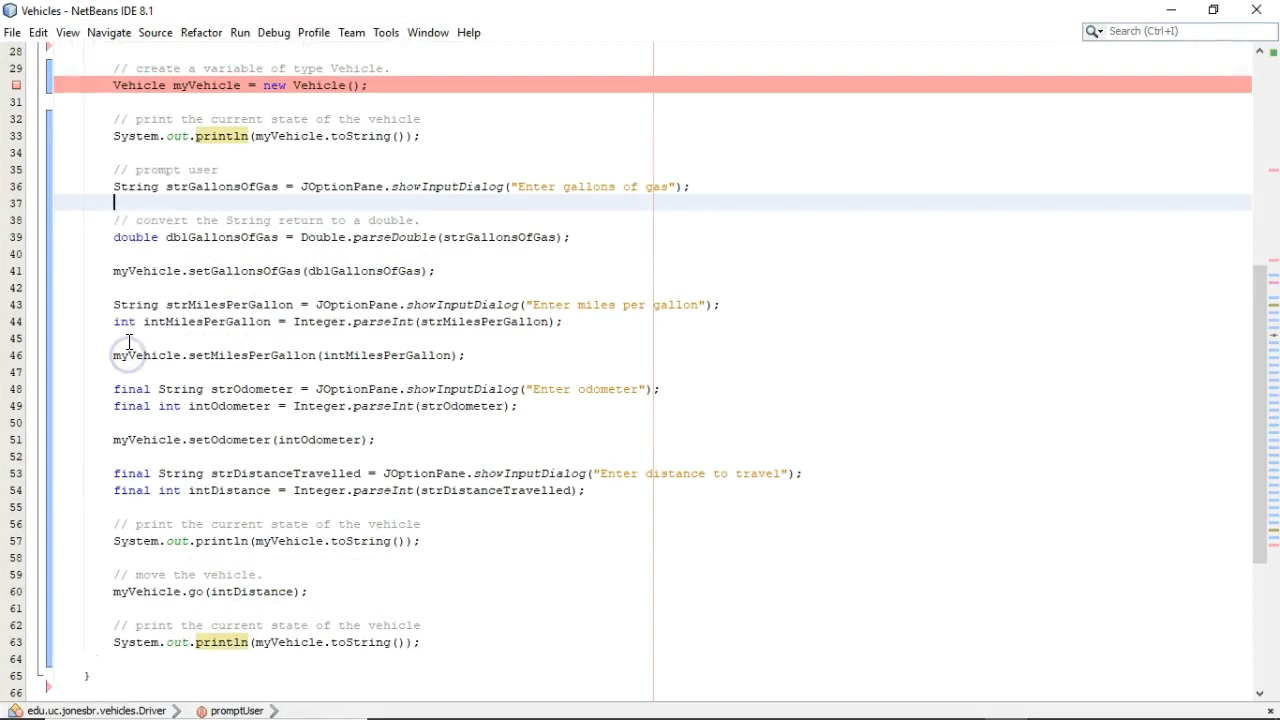 Vehicles - NetBeans IDE 8.1
File Edit View Navigate Source Refactor Run Debug Profile Team Tools Window Help
Search (Ctrl+I)
28
29 // create a variable of type Vehicle.
Vehicle myVehicle = new Vehicle();
31
32 // print the current state of the vehicle
33 System.out.println(myVehicle.toString());
34
35 // prompt user
36 String strGallonsOfGas = JOptionPane.showInputDialog("Enter gallons of gas");
37
38 // convert the String return to a double.
39 double dblGallonsOfGas = Double.parseDouble(strGallonsOfGas);
40
41 myVehicle.setGallonsOfGas(dblGallonsOfGas);
42
43 String strMilesPerGallon = JOptionPane.showInputDialog("Enter miles per gallon");
44 int intMilesPerGallon = Integer.parseInt(strMilesPerGallon);
45
46 myVehicle.setMilesPerGallon(intMilesPerGallon);
47
48 final String strOdometer = JOptionPane.showInputDialog("Enter odometer");
49 final int intOdometer = Integer.parseInt(strOdometer);
50
51 myVehicle.setOdometer(intOdometer);
52
53 final String strDistanceTravelled = JOptionPane.showInputDialog("Enter distance to travel");
54 final int intDistance = Integer.parseInt(strDistanceTravelled);
55
56 // print the current state of the vehicle
57 System.out.println(myVehicle.toString());
58
59 // move the vehicle.
60 myVehicle.go(intDistance);
61
62 // print the current state of the vehicle
63 System.out.println(myVehicle.toString());
64
65 }
66
edu.uc.jonesbr.vehicles.Driver promptUser